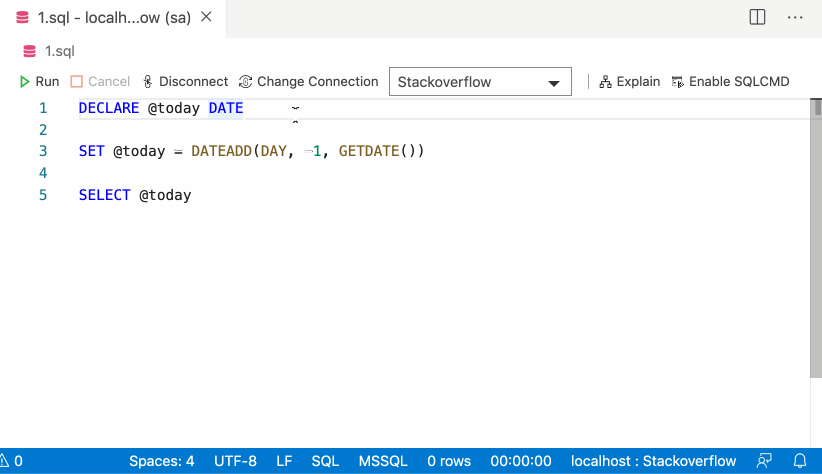 1.sql - localh...ow (sa)
1.sql
Run Cancel Disconnect Change Connection Stackoverflow Explain Enable SQLCMD
1 DECLARE @today DATE
2
3 SET @today = DATEADD(DAY, -1, GETDATE())
4
5 SELECT @today
0 Spaces: 4 UTF-8 LF SQL MSSQL 0 rows 00:00:00 localhost : Stackoverflow